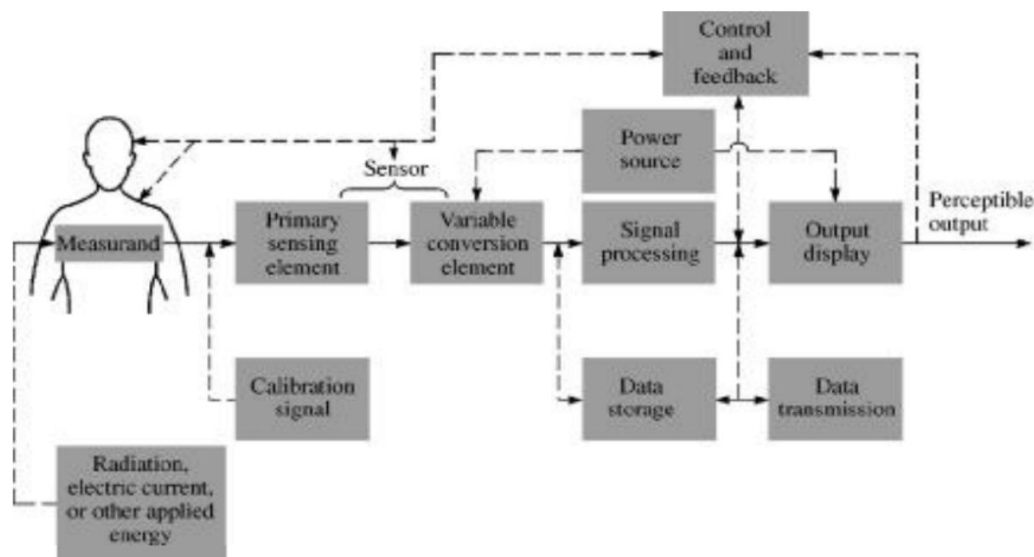 Control
and
feedback
Power
source
Sensor
Perceptible
output
Measurand
Primary
sensing
element
Variable
conversion
element
Signal
processing
Output
display
Calibration
signal
Data
storage
Data
transmission
Radiation,
electric current,
or other applied
energy